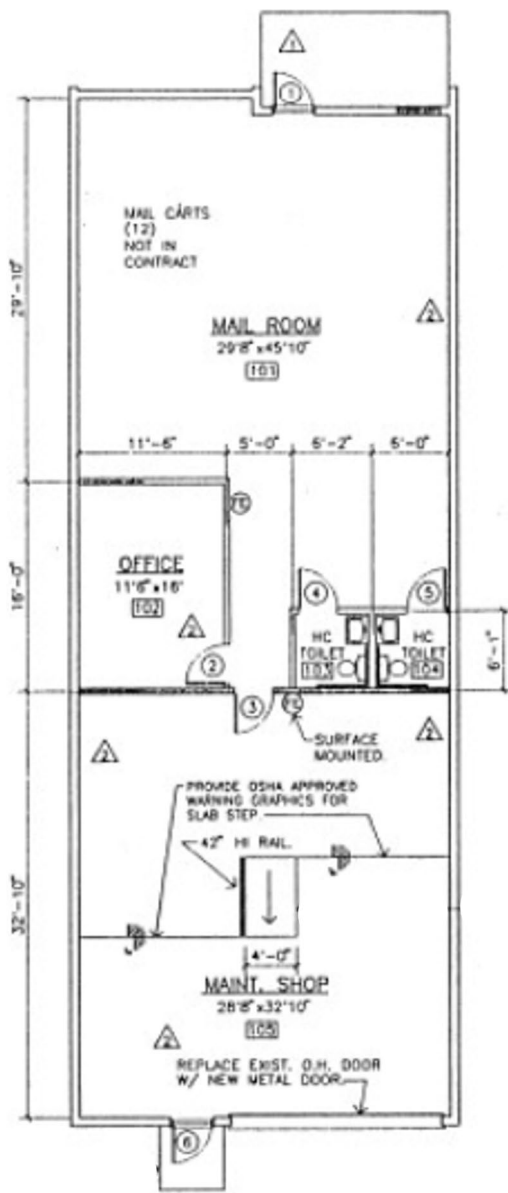 1
1
MAIL CARTS
(12)
NOT IN
CONTRACT
29'-10"
2
MAIL ROOM
29'8" x45'10"
101
11'-6"
5'-0"
6'-2"
6'-0"
FE
OFFICE
11'6" x16'
102
16'-0"
2
2
4
5
HC
TOILET
103
HC
TOILET
104
6'-1"
3
FE
SURFACE
MOUNTED.
2
2
PROVIDE OSHA APPROVED
WARNING GRAPHICS FOR
SLAB STEP.
42" HI RAIL.
32'-10"
4'-0"
MAINT. SHOP
28'8" x32'10"
105
2
REPLACE EXIST. O.H. DOOR
W/ NEW METAL DOOR.
6